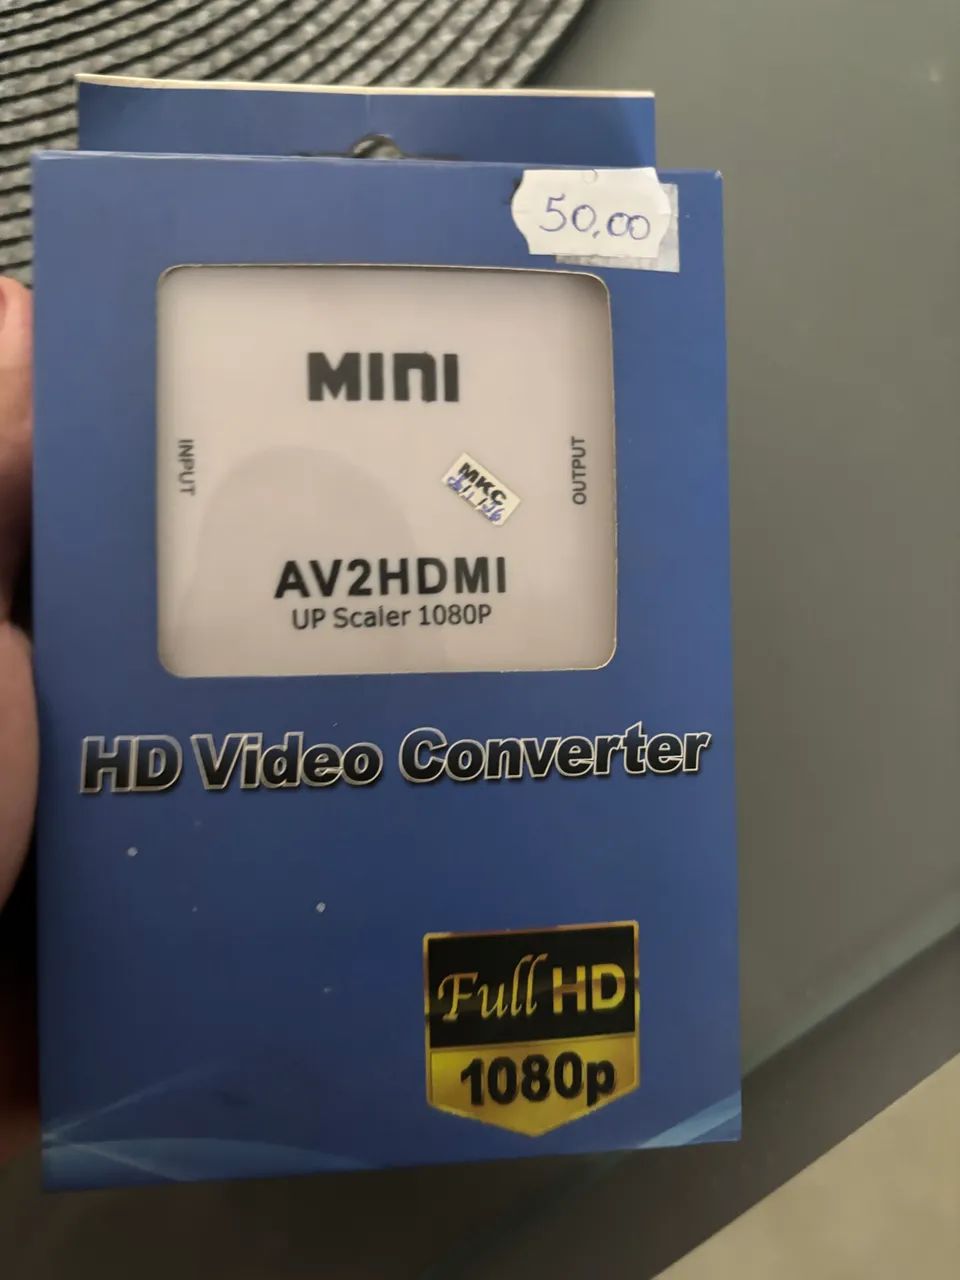 50,00
MINI
INPUT
OUTPUT
MKC
AV2HDMI
UP Scaler 1080P
HD Video Converter
Full HD
1080p